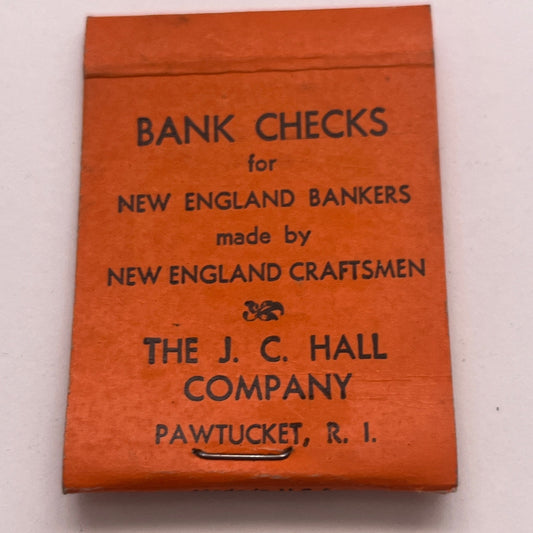 BANK CHECKS
for
NEW ENGLAND BANKERS
made by
NEW ENGLAND CRAFTSMEN
THE J. C. HALL
COMPANY
PAWTUCKET, R. I.